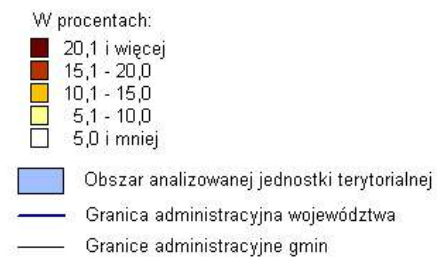 W procentach:
20,1 i więcej
15,1 - 20,0
10,1 - 15,0
5,1 - 10,0
5,0 i mniej
Obszar analizowanej jednostki terytorialnej
Granica administracyjna województwa
Granice administracyjne gmin